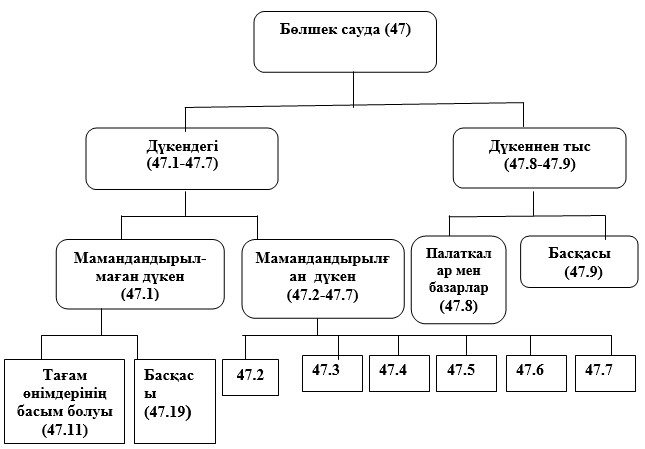 Бөлшек сауда (47)
Дүкендегі
(47.1-47.7)
Дүкеннен тыс
(47.8-47.9)
Мамандандырыл-
маған дүкен
(47.1)
Мамандандырылғ
ан дүкен
(47.2-47.7)
Палаткал
ар мен
базарлар
(47.8)
Басқасы
(47.9)
Тағам
өнімдерінің
басым болуы
(47.11)
Басқас
ы
(47.19)
47.2
47.3
47.4
47.5
47.6
47.7